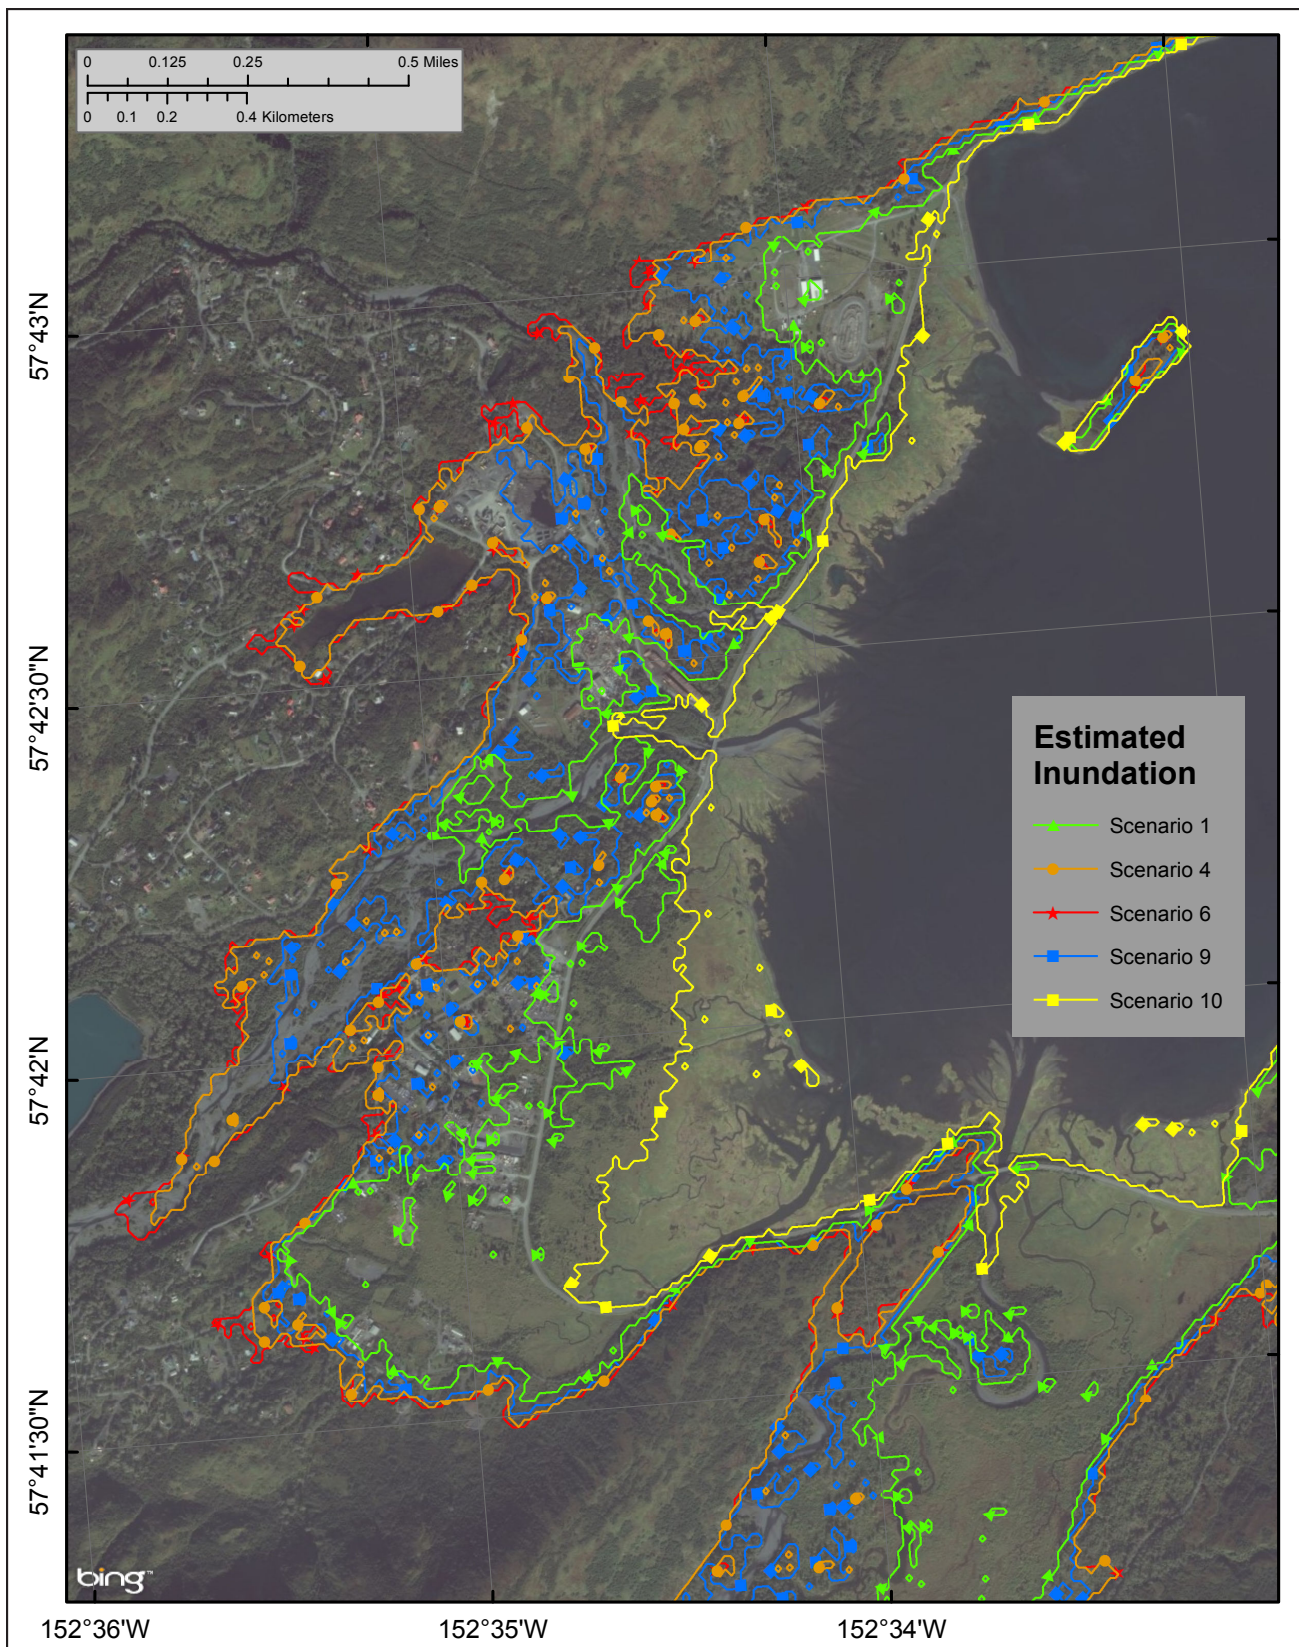 0 0.125 0.25 0.5 Miles
0 0.1 0.2 0.4 Kilometers
57°43'N
57°42'30"N
57°42'N
57°41'30"N
Estimated
Inundation
Scenario 1
Scenario 4
Scenario 6
Scenario 9
Scenario 10
bing™
152°36'W 152°35'W 152°34'W